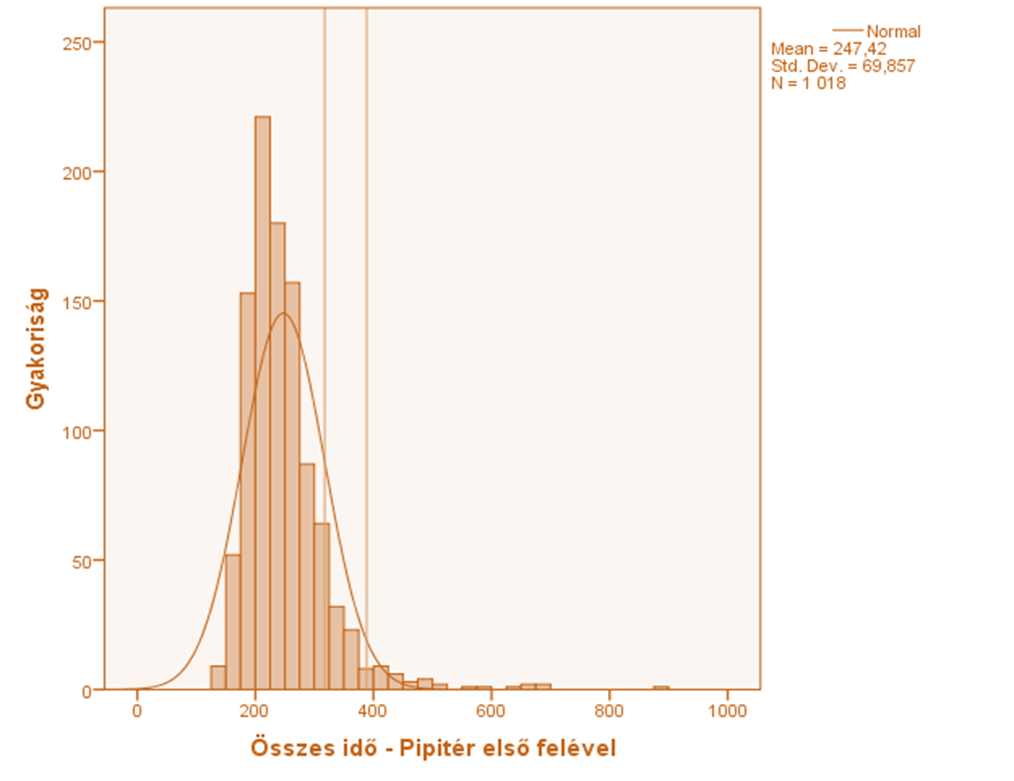 Normal
Mean = 247,42
Std. Dev. = 69,857
N = 1 018
Gyakoriság
250
200
150
100
50
0
0 200 400 600 800 1000
Összes idő - Pipitér első felével